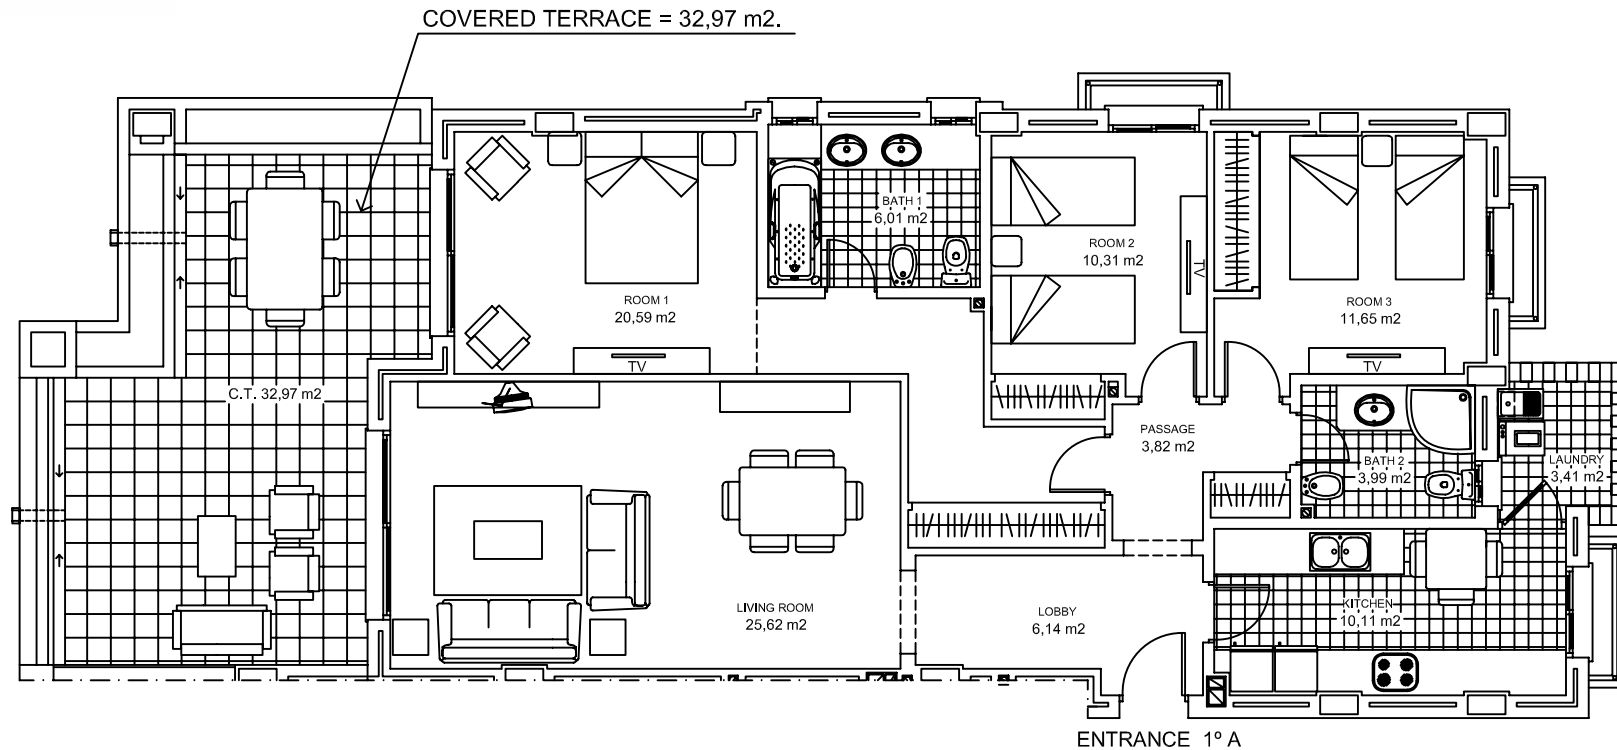 COVERED TERRACE = 32,97 m2.
BATH 1
6,01 m2
ROOM 2
10,31 m2
TV
ROOM 1
20,59 m2
ROOM 3
11,65 m2
TV
TV
C.T. 32,97 m2
PASSAGE
3,82 m2
BATH 2
3,99 m2
LAUNDRY
3,41 m2
LIVING ROOM
25,62 m2
LOBBY
6,14 m2
KITCHEN
10,11 m2
ENTRANCE 1º A